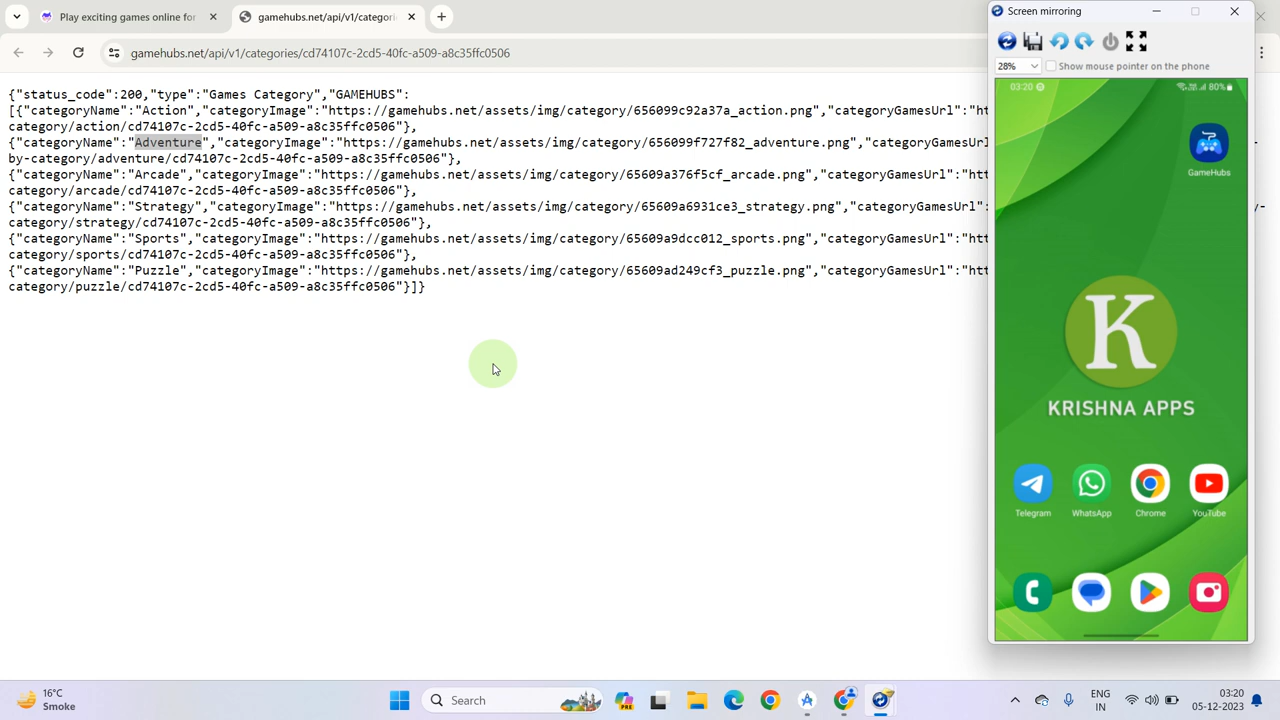 Play exciting games online for
gamehubs.net/api/v1/categori
gamehubs.net/api/v1/categories/cd74107c-2cd5-40fc-a509-a8c35ffc0506
{"status_code":200,"type":"Games Category","GAMEHUBS":
[{"categoryName":"Action","categoryImage":"https://gamehubs.net/assets/img/category/656099c92a37a_action.png","categoryGamesUrl":"ht
category/action/cd74107c-2cd5-40fc-a509-a8c35ffc0506"},
{"categoryName":"Adventure","categoryImage":"https://gamehubs.net/assets/img/category/656099f727f82_adventure.png","categoryGamesUrl
by-category/adventure/cd74107c-2cd5-40fc-a509-a8c35ffc0506"},
{"categoryName":"Arcade","categoryImage":"https://gamehubs.net/assets/img/category/65609a376f5cf_arcade.png","categoryGamesUrl":"ht
category/arcade/cd74107c-2cd5-40fc-a509-a8c35ffc0506"},
{"categoryName":"Strategy","categoryImage":"https://gamehubs.net/assets/img/category/65609a6931ce3_strategy.png","categoryGamesUrl":
category/strategy/cd74107c-2cd5-40fc-a509-a8c35ffc0506"},
{"categoryName":"Sports","categoryImage":"https://gamehubs.net/assets/img/category/65609a9dcc012_sports.png","categoryGamesUrl":"ht
category/sports/cd74107c-2cd5-40fc-a509-a8c35ffc0506"},
{"categoryName":"Puzzle","categoryImage":"https://gamehubs.net/assets/img/category/65609ad249cf3_puzzle.png","categoryGamesUrl":"ht
category/puzzle/cd74107c-2cd5-40fc-a509-a8c35ffc0506"}]}
Screen mirroring
28%
Show mouse pointer on the phone
03:20
80%
GameHubs
K
KRISHNA APPS
Telegram
WhatsApp
Chrome
YouTube
16°C
Smoke
Search
PRE
ENG
IN
03:20
05-12-2023